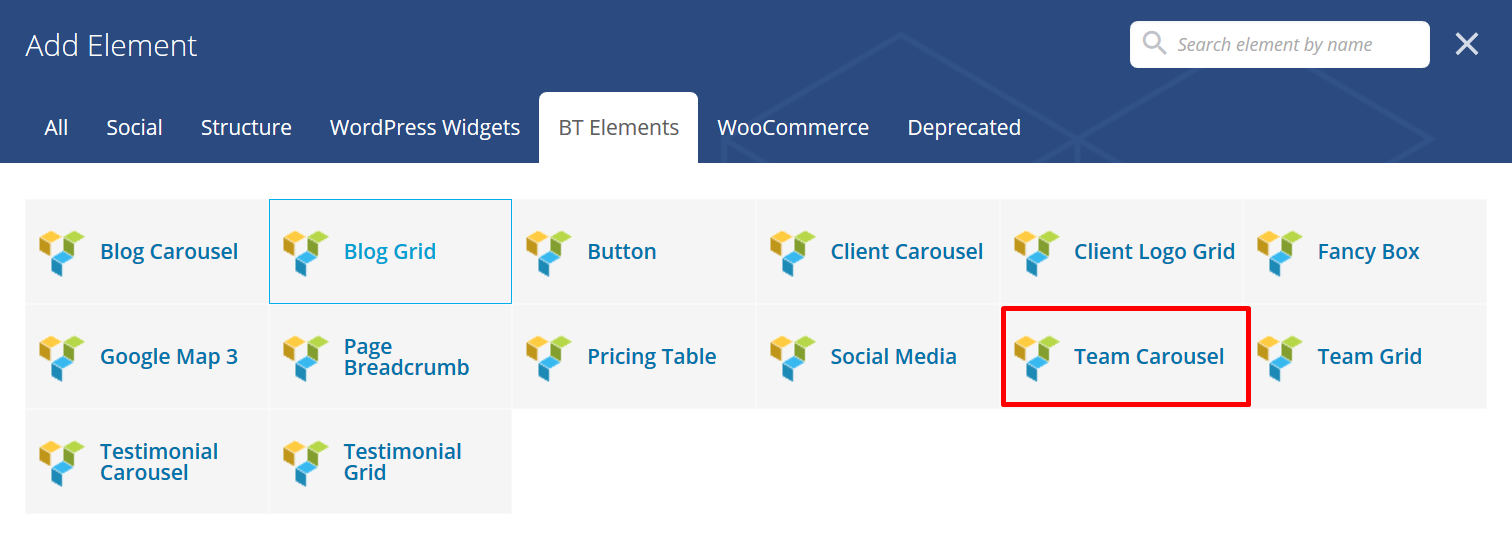 Add Element
Search element by name
All
Social
Structure
WordPress Widgets
BT Elements
WooCommerce
Deprecated
Blog Carousel
Blog Grid
Button
Client Carousel
Client Logo Grid
Fancy Box
Google Map 3
Page
Breadcrumb
Pricing Table
Social Media
Team Carousel
Team Grid
Testimonial
Carousel
Testimonial
Grid